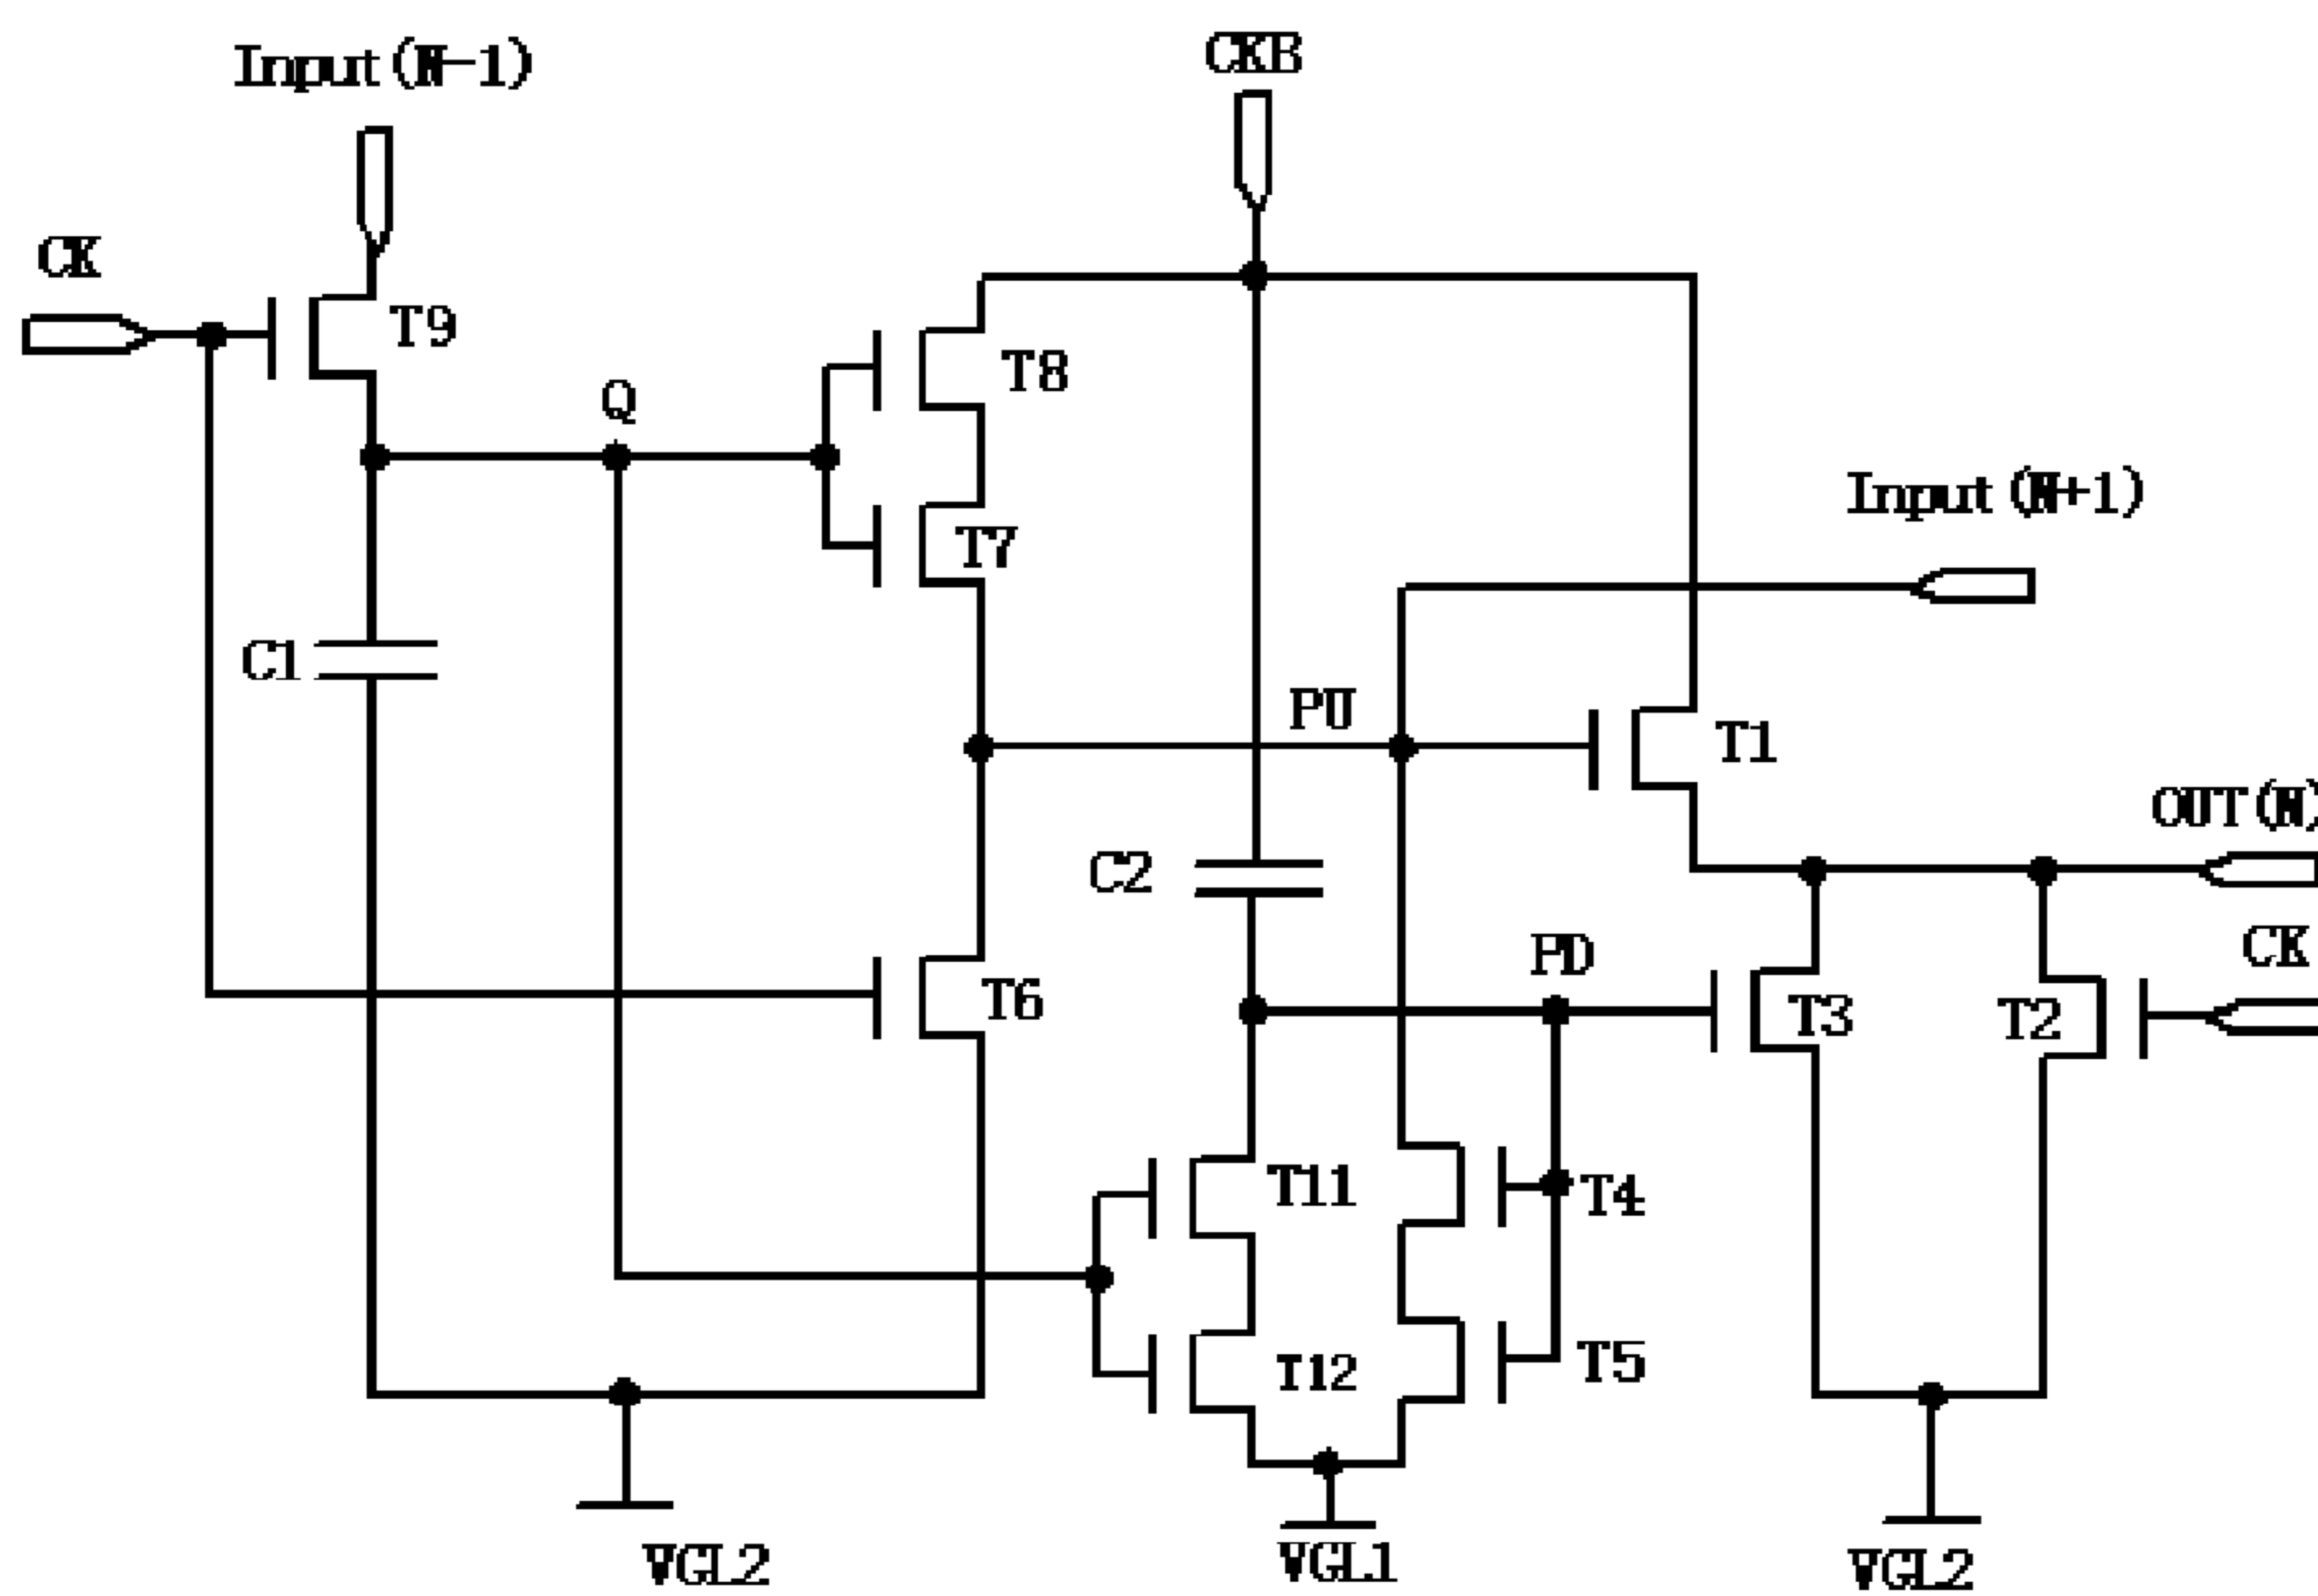 Input(N-1)
CKB
CK
T9
T8
Q
Input(N+1)
T7
C1
PU
T1
OUT(N)
C2
CK
PD
T6
T3
T2
T11
T4
T12
T5
VGL2
VGL1
VGL2